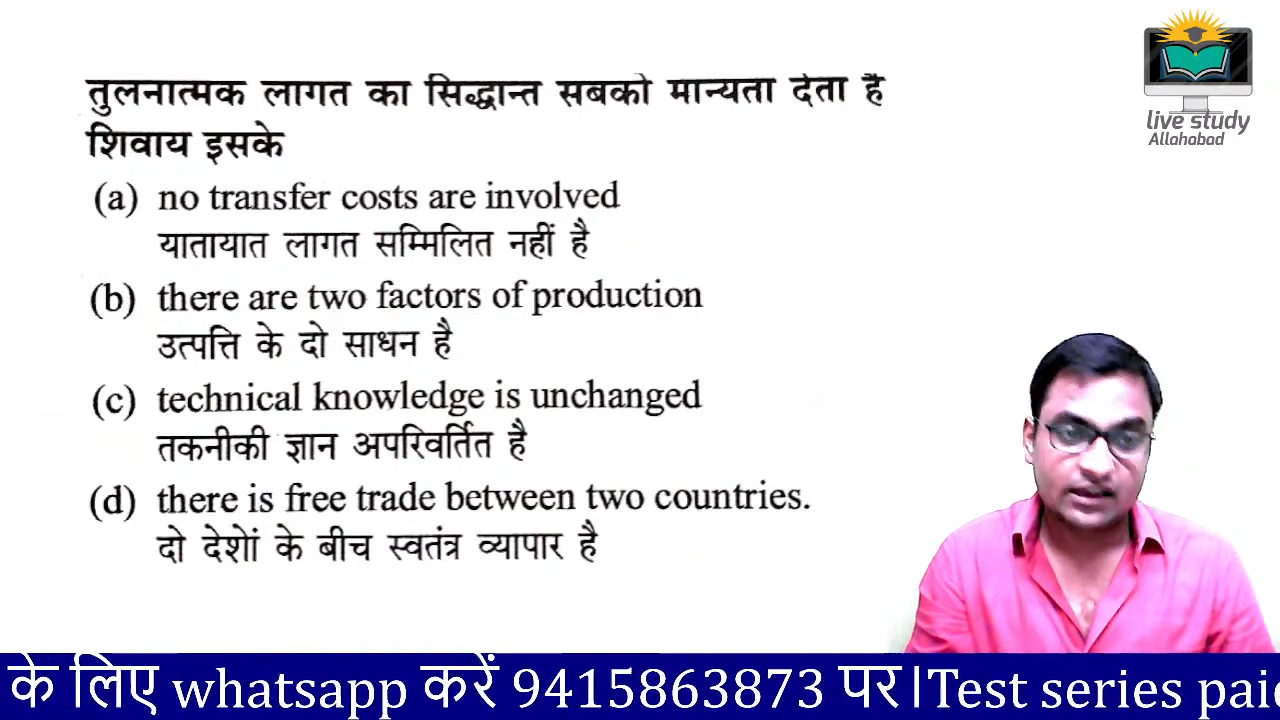 live study
Allahabad
तुलनात्मक लागत का सिद्धान्त सबको मान्यता देता है
शिवाय इसके
(a) no transfer costs are involved
यातायात लागत सम्मिलित नहीं है
(b) there are two factors of production
उत्पत्ति के दो साधन है
(c) technical knowledge is unchanged
तकनीकी ज्ञान अपरिवर्तित है
(d) there is free trade between two countries.
दो देशों के बीच स्वतंत्र व्यापार है
के लिए whatsapp करें 9415863873 पर।Test series paid